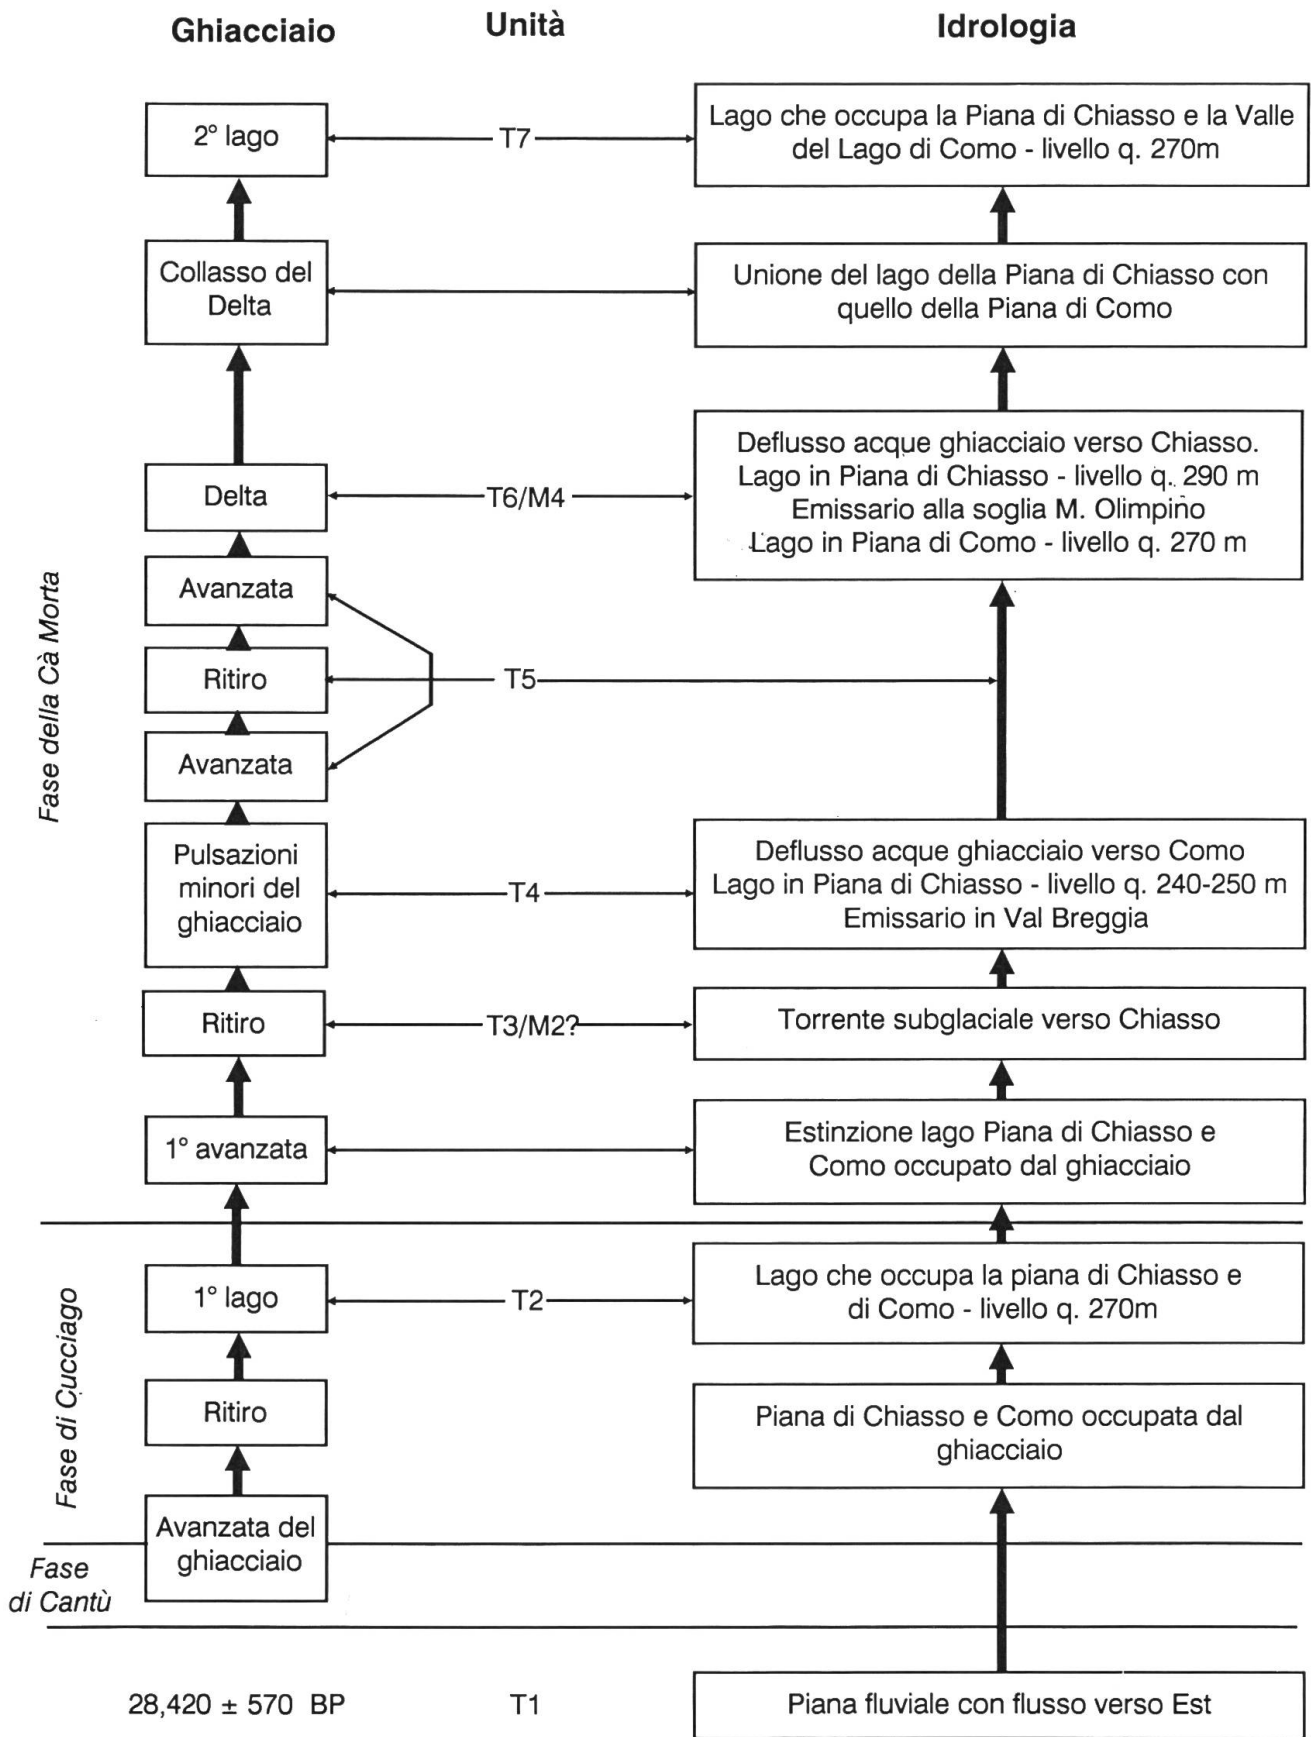 Ghiacciaio
Unità
Idrologia
2° lago
T7
Lago che occupa la Piana di Chiasso e la Valle
del Lago di Como - livello q. 270m
Collasso del
Delta
Unione del lago della Piana di Chiasso con
quello della Piana di Como
Delta
T6/M4
Deflusso acque ghiacciaio verso Chiasso.
Lago in Piana di Chiasso - livello q. 290 m
Emissario alla soglia M. Olimpino
Lago in Piana di Como - livello q. 270 m
Avanzata
Ritiro
T5
Avanzata
Fase della Cà Morta
Pulsazioni
minori del
ghiacciaio
T4
Deflusso acque ghiacciaio verso Como
Lago in Piana di Chiasso - livello q. 240-250 m
Emissario in Val Breggia
Ritiro
T3/M2?
Torrente subglaciale verso Chiasso
1° avanzata
Estinzione lago Piana di Chiasso e
Como occupato dal ghiacciaio
1° lago
T2
Lago che occupa la piana di Chiasso e
di Como - livello q. 270m
Fase di Cucciago
Ritiro
Piana di Chiasso e Como occupata dal
ghiacciaio
Avanzata del
ghiacciaio
Fase
di Cantù
28,420 ± 570 BP
T1
Piana fluviale con flusso verso Est